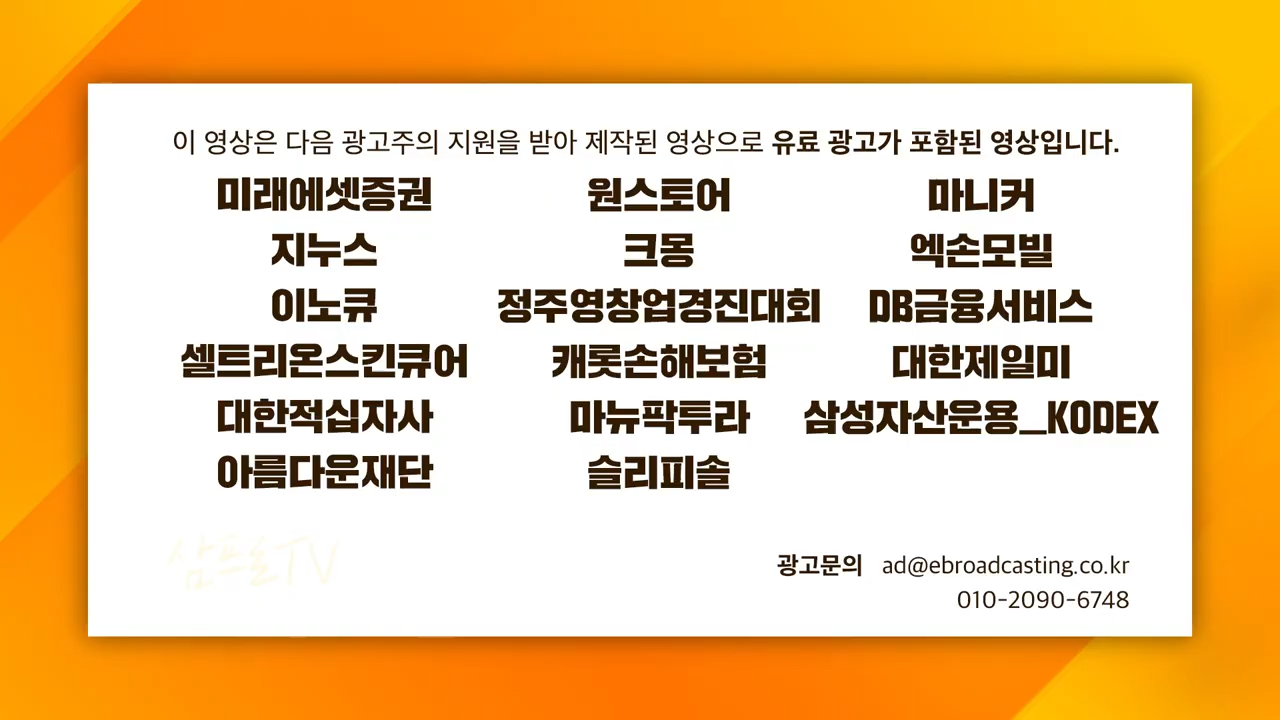 이 영상은 다음 광고주의 지원을 받아 제작된 영상으로 유료 광고가 포함된 영상입니다.
미래에셋증권 원스토어 마니커
지누스 크몽 엑손모빌
이노큐 정주영창업경진대회 DB금융서비스
셀트리온스킨큐어 캐롯손해보험 대한제일미
대한적십자사 마뉴팍투라 삼성자산운용_KODEX
아름다운재단 슬리피솔
삼프로TV
광고문의 ad@ebroadcasting.co.kr
010-2090-6748